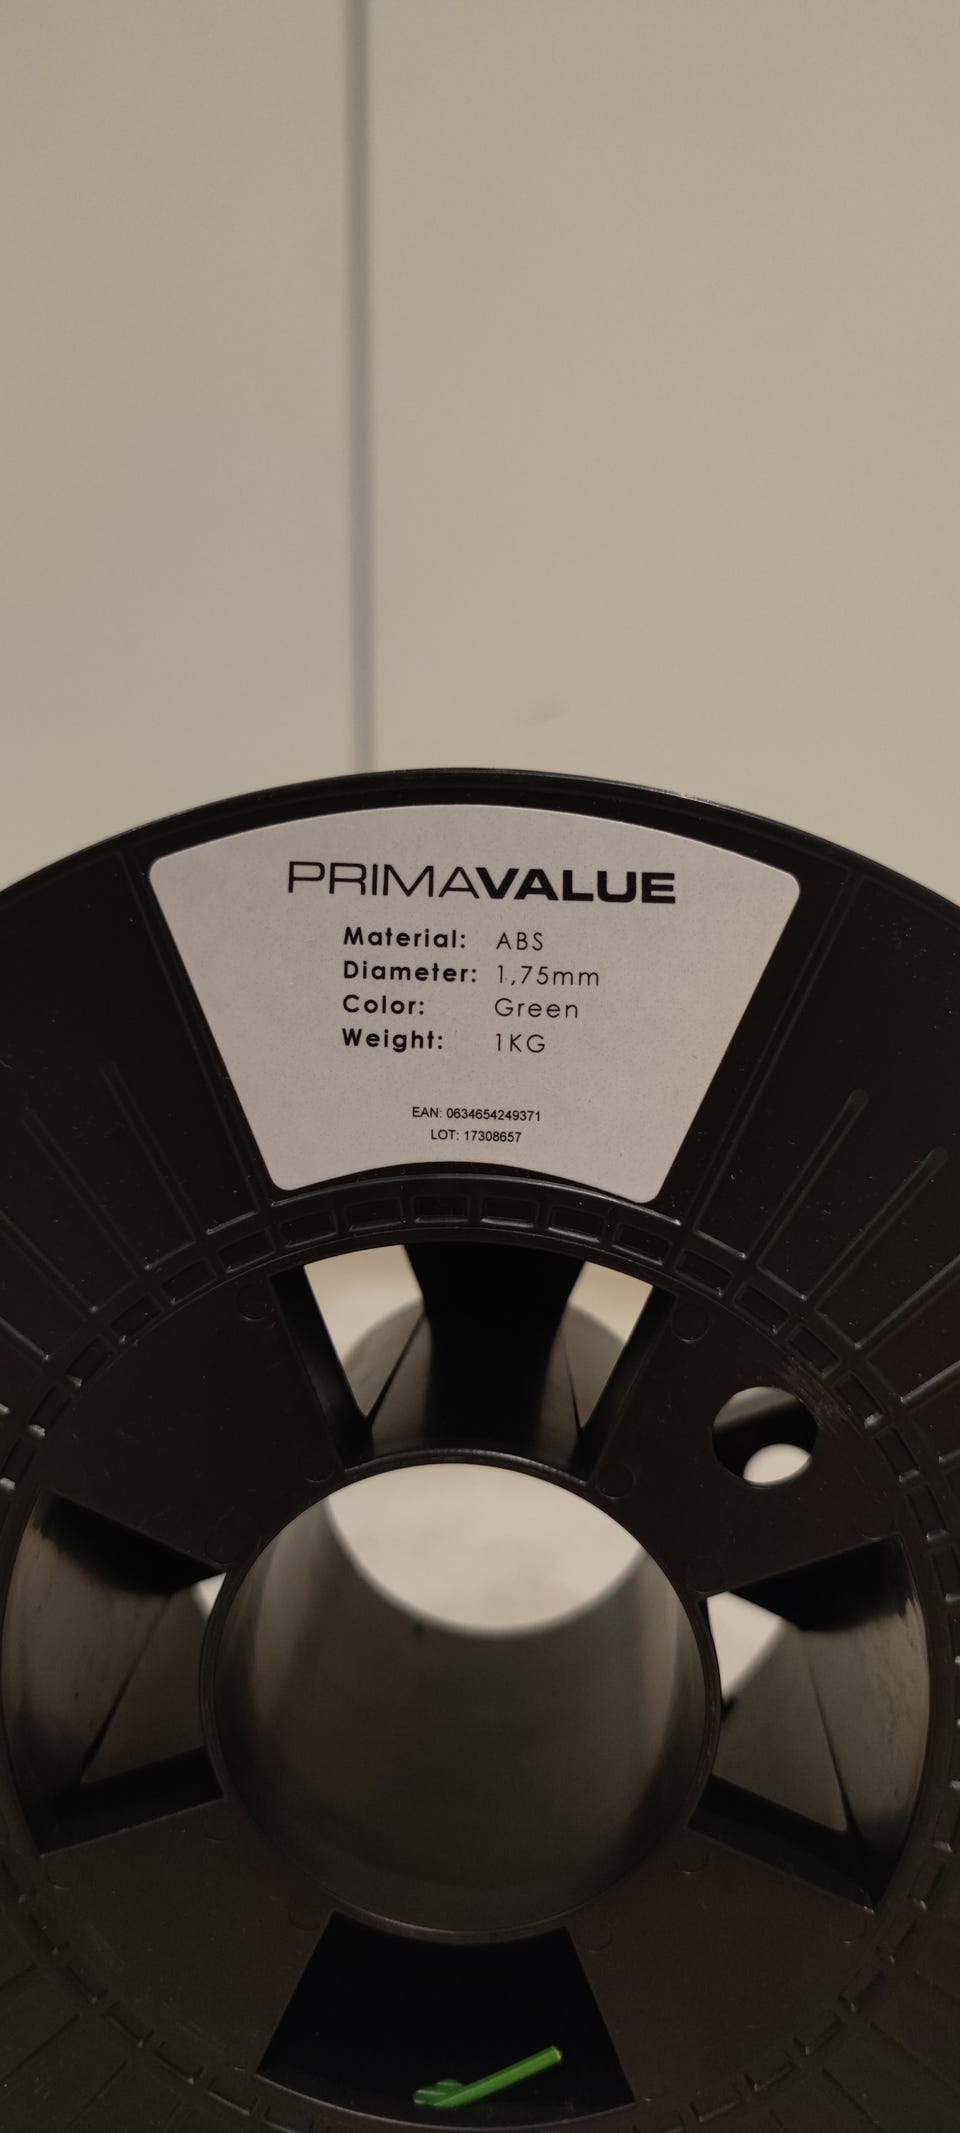 PRIMAVALUE
Material: ABS
Diameter: 1,75mm
Color: Green
Weight: 1KG
EAN: 0634654249371
LOT: 17308657